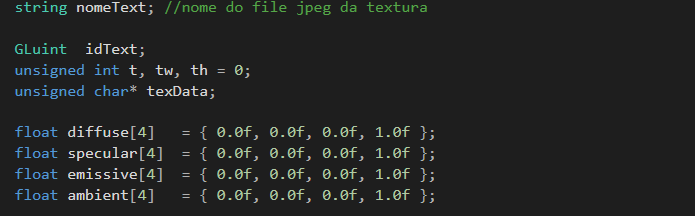 string nomeText; //nome do file jpeg da textura
GLuint  idText;
unsigned int t, tw, th = 0;
unsigned char* texData;
float diffuse[4]   = { 0.0f, 0.0f, 0.0f, 1.0f };
float specular[4]  = { 0.0f, 0.0f, 0.0f, 1.0f };
float emissive[4]  = { 0.0f, 0.0f, 0.0f, 1.0f };
float ambient[4]   = { 0.0f, 0.0f, 0.0f, 1.0f };